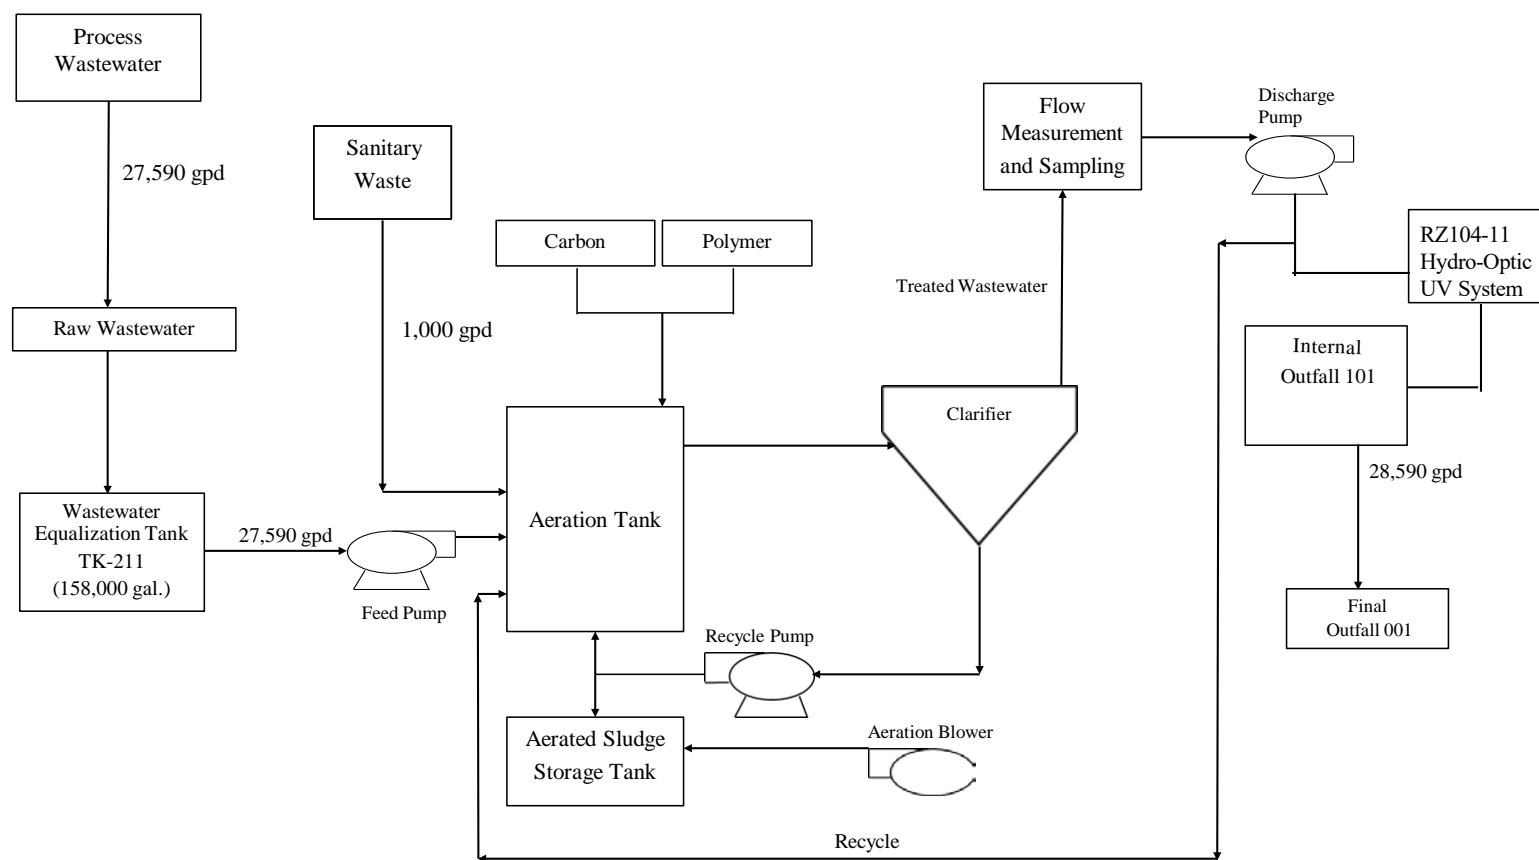 Process
Wastewater
27,590 gpd
Raw Wastewater
Wastewater
Equalization Tank
TK-211
(158,000 gal.)
27,590 gpd
Feed Pump
Sanitary
Waste
1,000 gpd
Carbon
Polymer
Aeration Tank
Clarifier
Treated Wastewater
Flow
Measurement
and Sampling
Discharge
Pump
RZ104-11
Hydro-Optic
UV System
Internal
Outfall 101
28,590 gpd
Final
Outfall 001
Recycle Pump
Aerated Sludge
Storage Tank
Aeration Blower
Recycle